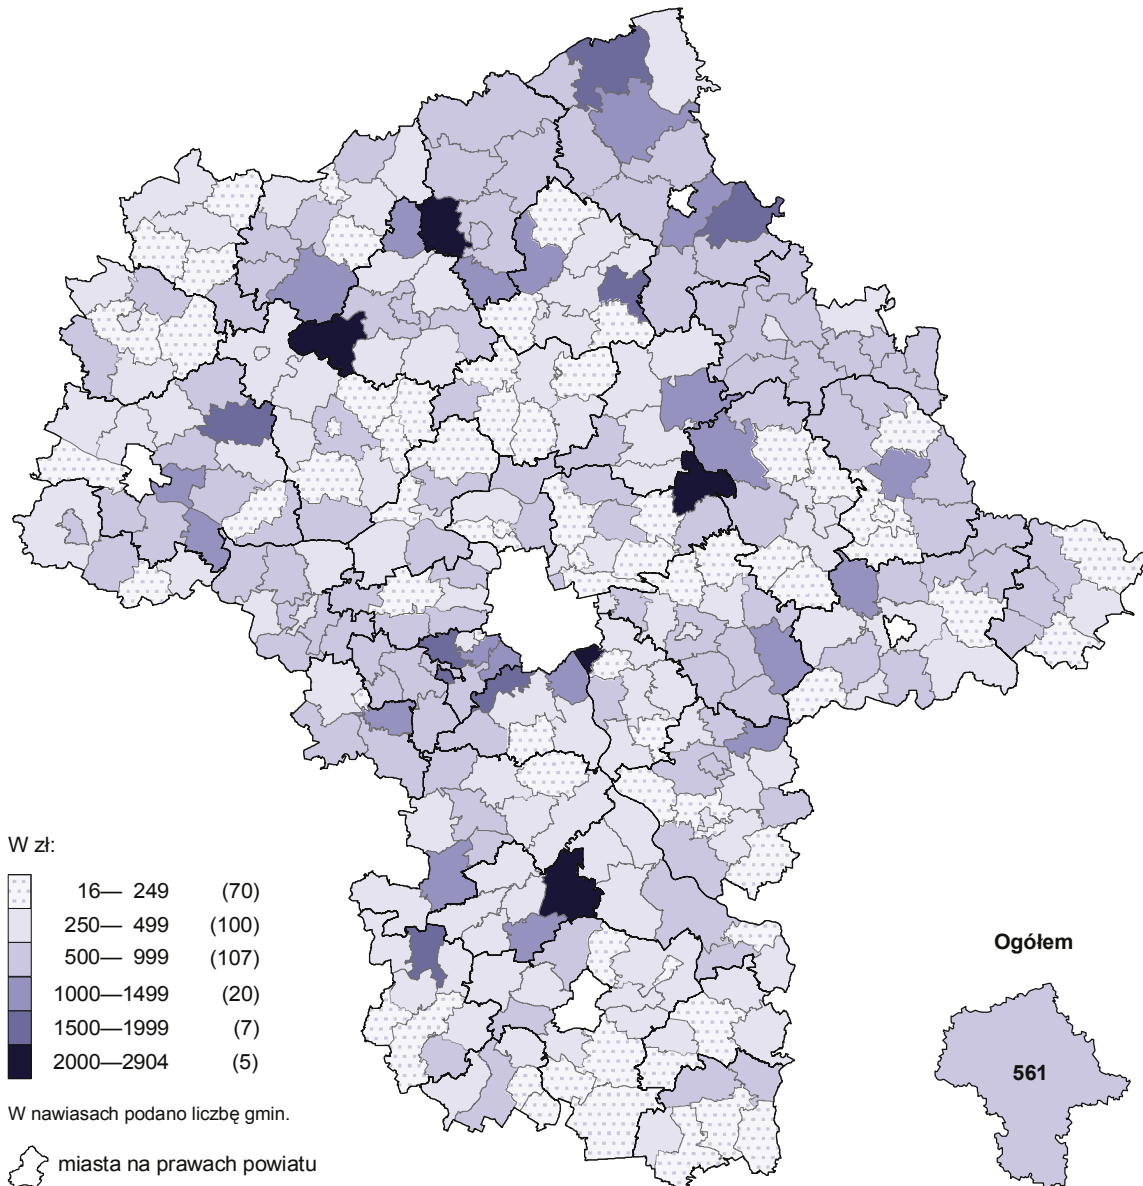 W zł:
16— 249 (70)
250— 499 (100)
500— 999 (107)
1000—1499 (20)
1500—1999 (7)
2000—2904 (5)
W nawiasach podano liczbę gmin.
miasta na prawach powiatu
Ogółem
561